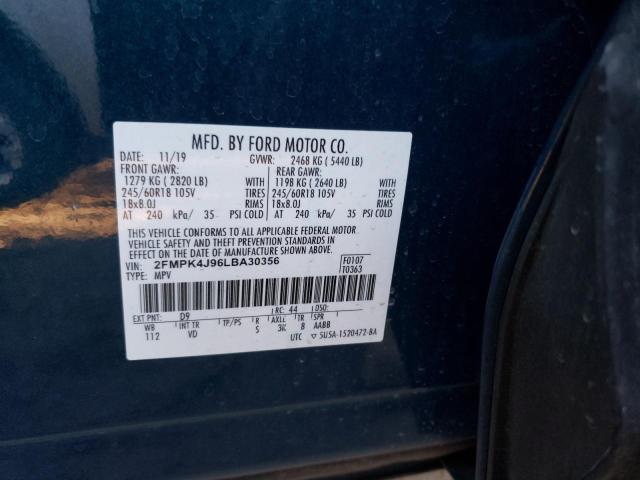 MFD. BY FORD MOTOR CO.
DATE: 11/19 GVWR: 2468 KG ( 5440 LB)
FRONT GAWR: REAR GAWR:
1279 KG ( 2820 LB) WITH 1198 KG ( 2640 LB) WITH
245/60R18 105V TIRES 245/60R18 105V TIRES
18x8.0J RIMS 18x8.0J RIMS
AT 240 kPa/ 35 PSI COLD AT 240 kPa/ 35 PSI COLD
THIS VEHICLE CONFORMS TO ALL APPLICABLE FEDERAL MOTOR
VEHICLE SAFETY AND THEFT PREVENTION STANDARDS IN
EFFECT ON THE DATE OF MANUFACTURE SHOWN ABOVE.
VIN: 2FMPK4J96LBA30356 F0107
TYPE: MPV T0363
EXT PNT: D9 RC: 44 DSO:
WB INT TR TP/PS R AXLE TR SPR
112 VD S 3K 8 AABB
UTC ▽ 5U5A-1520472-BA